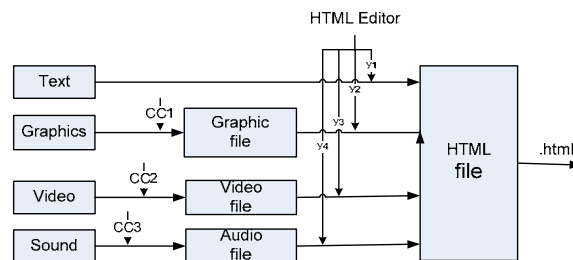 HTML Editor
y1
y2
y3
y4
Text
CC1
Graphics
Graphic
file
HTML
file
.html
CC2
Video
Video
file
CC3
Sound
Audio
file